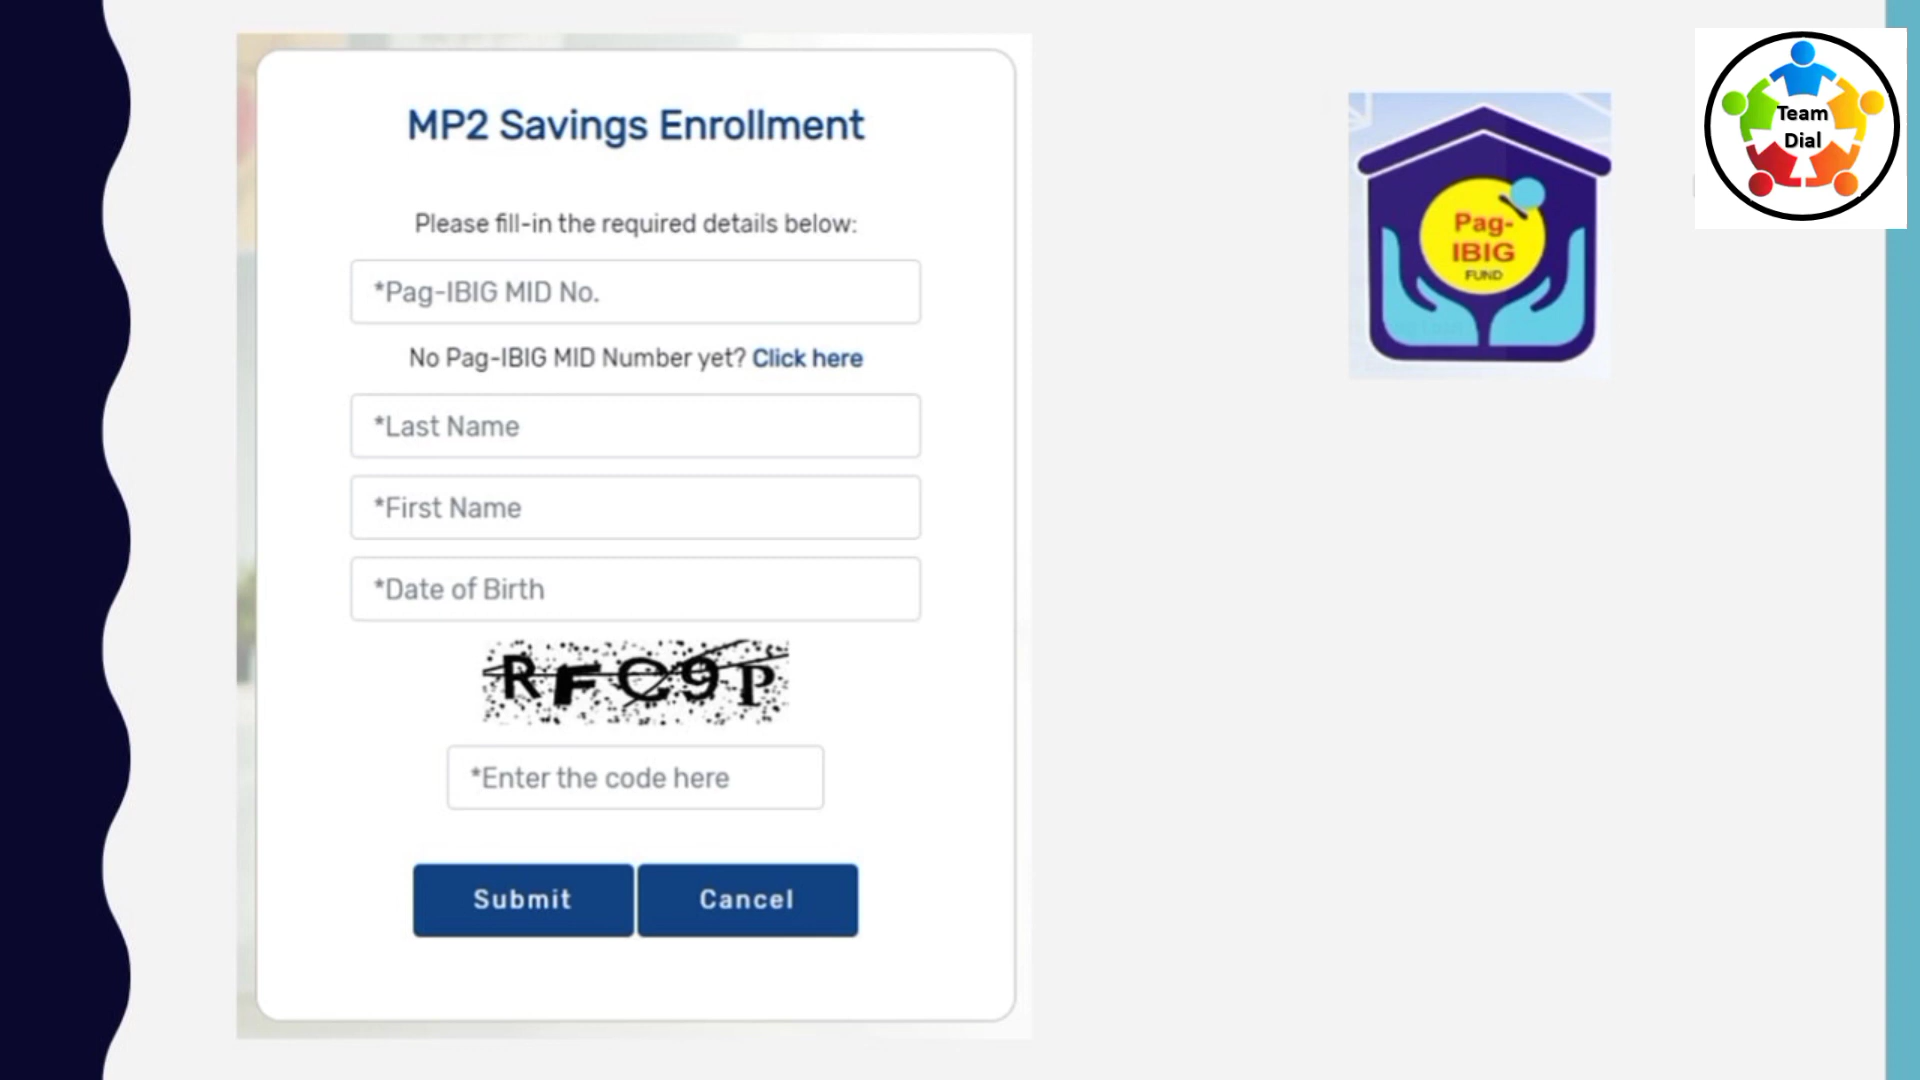 MP2 Savings Enrollment
Please fill-in the required details below:
*Pag-IBIG MID No.
No Pag-IBIG MID Number yet? Click here
*Last Name
*First Name
*Date of Birth
RFC9P
*Enter the code here
Submit Cancel
Pag-
IBIG
FUND
Team
Dial